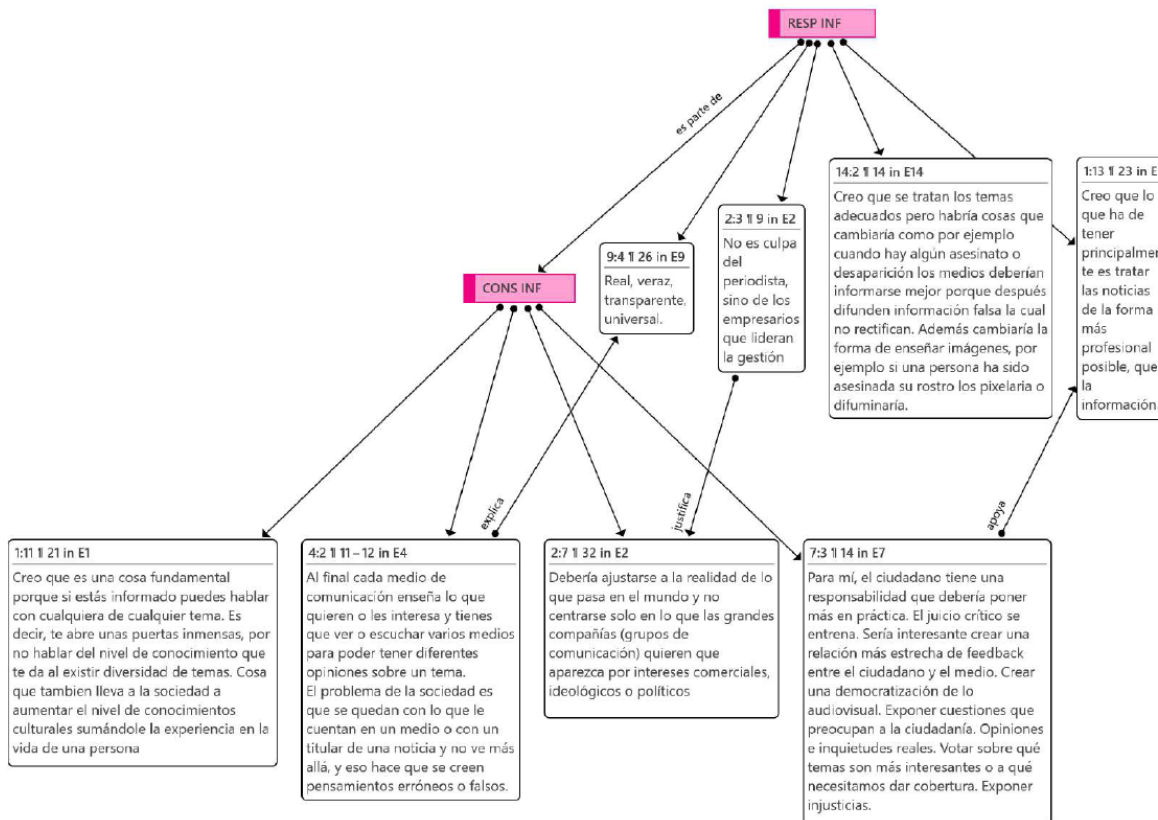 RESP INF
es parte de
14:2 ¶ 14 in E14
Creo que se tratan los temas
adecuados pero habría cosas que
cambiaría como por ejemplo
cuando hay algún asesinato o
desaparición los medios deberían
informarse mejor porque después
difunden información falsa la cual
no rectifican. Además cambiaría la
forma de enseñar imágenes, por
ejemplo si una persona ha sido
asesinada su rostro los pixelaria o
difuminaría.
1:13 ¶ 23 in E
Creo que lo
que ha de
tener
principalmen
te es tratar
las noticias
de la forma
más
profesional
posible, que
la
información.
2:3 ¶ 9 in E2
No es culpa
del
periodista,
sino de los
empresarios
que lideran
la gestión
9:4 ¶ 26 in E9
Real, veraz,
transparente,
universal.
CONS INF
explica
justifica
apoya
1:11 ¶ 21 in E1
Creo que es una cosa fundamental
porque si estás informado puedes hablar
con cualquiera de cualquier tema. Es
decir, te abre unas puertas inmensas, por
no hablar del nivel de conocimiento que
te da al existir diversidad de temas. Cosa
que tambien lleva a la sociedad a
aumentar el nivel de conocimientos
culturales sumándole la experiencia en la
vida de una persona
4:2 ¶ 11 – 12 in E4
Al final cada medio de
comunicación enseña lo que
quieren o les interesa y tienes
que ver o escuchar varios medios
para poder tener diferentes
opiniones sobre un tema.
El problema de la sociedad es
que se quedan con lo que le
cuentan en un medio o con un
titular de una noticia y no ve más
allá, y eso hace que se creen
pensamientos erróneos o falsos.
2:7 ¶ 32 in E2
Debería ajustarse a la realidad de lo
que pasa en el mundo y no
centrarse solo en lo que las grandes
compañías (grupos de
comunicación) quieren que
aparezca por intereses comerciales,
ideológicos o políticos
7:3 ¶ 14 in E7
Para mí, el ciudadano tiene una
responsabilidad que debería poner
más en práctica. El juicio crítico se
entrena. Sería interesante crear una
relación más estrecha de feedback
entre el ciudadano y el medio. Crear
una democratización de lo
audiovisual. Exponer cuestiones que
preocupan a la ciudadanía. Opiniones
e inquietudes reales. Votar sobre qué
temas son más interesantes o a qué
necesitamos dar cobertura. Exponer
injusticias.